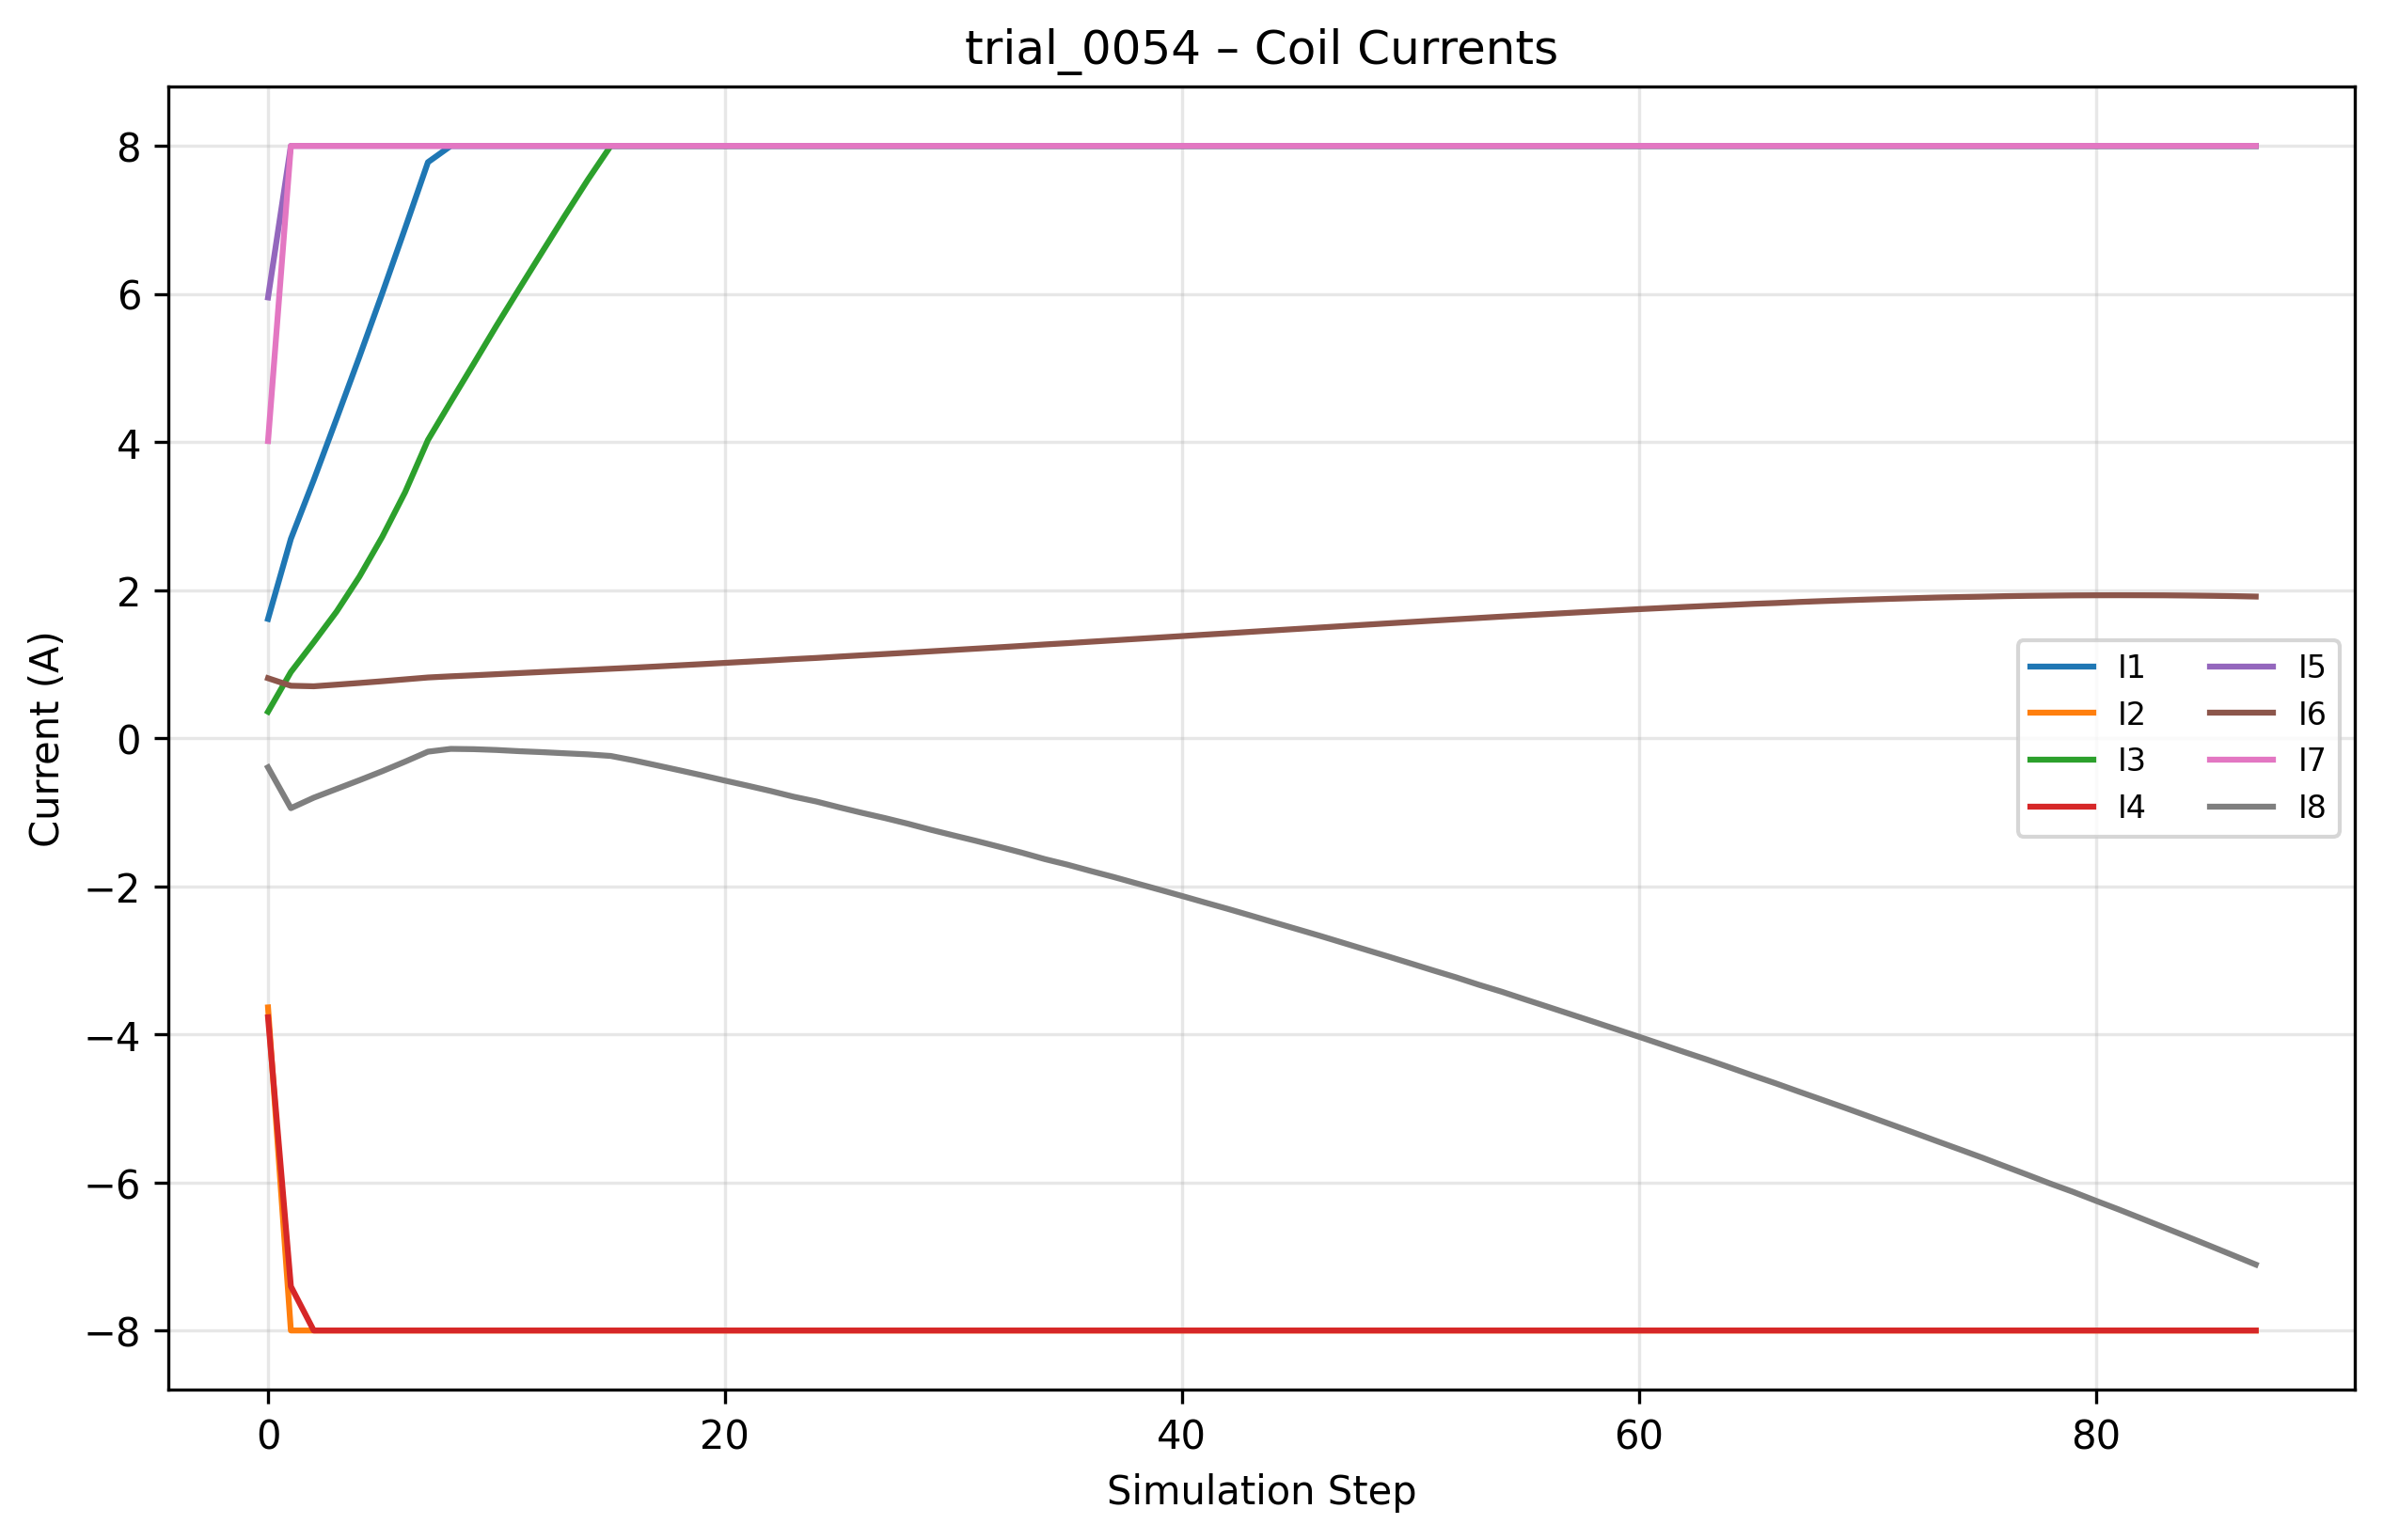 trial_0054 – Coil Currents
Current (A)
8
6
4
2
0
−2
−4
−6
−8
I1
I2
I3
I4
I5
I6
I7
I8
0
20
40
60
80
Simulation Step